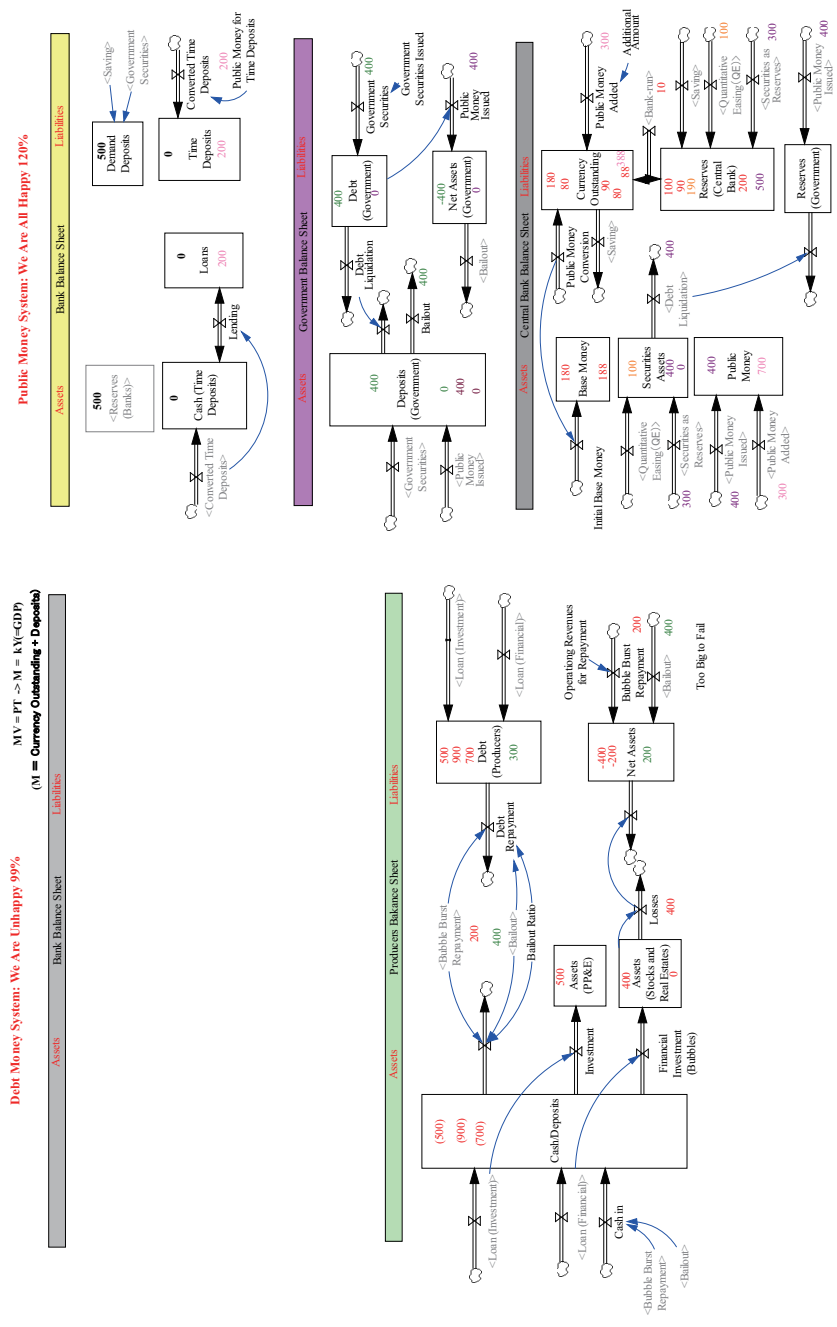 Debt Money System: We Are Unhappy 99%
MV = PT -> M = kY(=GDP)
(M = Currency Outstanding + Deposits)
Assets
Bank Balance Sheet
Liabilities
Assets
Producers Bakance Sheet
Liabilities
<Loan (Investment)>
<Loan (Financial)>
Cash in
<Bubble Burst
Repayment>
<Bailout>
(500)
(900)
(700)
Cash/Deposits
<Bubble Burst
Repayment>
200
400
<Bailout>
Bailout Ratio
Debt
Repayment
500
900
700
Debt
(Producers)
300
<Loan (Investment)>
<Loan (Financial)>
Investment
500
Assets
(PP&E)
Financial
Investment
(Bubbles)
400
Assets
(Stocks and
Real Estates)
0
Losses
400
-400
-200
Net Assets
200
Operationg Revenues
for Repayment
Bubble Burst
Repayment
200
<Bailout>
400
Too Big to Fail
Public Money System: We Are All Happy 120%
Assets
Bank Balance Sheet
Liabilities
500
<Reserves
(Banks)>
500
Demand
Deposits
<Saving>
<Government
Securities>
<Converted Time
Deposits>
0
Cash (Time
Deposits)
Lending
0
Loans
200
0
Time
Deposits
200
Converted Time
Deposits
200
Public Money for
Time Deposits
Assets
Government Balance Sheet
Liabilities
<Government
Securities>
<Public
Money
Issued>
400
Deposits
(Government)
0
400
0
Debt
Liquidation
Bailout
400
400
Debt
(Government)
0
Government
Securities
400
Government
Securities Issued
<Bailout>
-400
Net Assets
(Government)
0
Public
Money
Issued
400
Assets
Central Bank Balance Sheet
Liabilities
Initial Base Money
180
Base Money
188
Public Money
Conversion
<Saving>
180
80
Currency
Outstanding
90
80
88
388
Public Money
Added
300
Additional
Amount
<Bank-run>
10
<Quantitative
Easing(QE)>
<Securities as
Reserves>
300
100
Securities
Assets
400
0
<Debt
Liquidation>
400
100
90
190
Reserves
(Central
Bank)
200
500
<Saving>
<Quantitative
Easing(QE)>
100
<Securities as
Reserves>
300
<Public Money
Issued>
400
<Public Money
Added>
300
400
Public
Money
700
Reserves
(Government)
<Public Money
Issued>
400